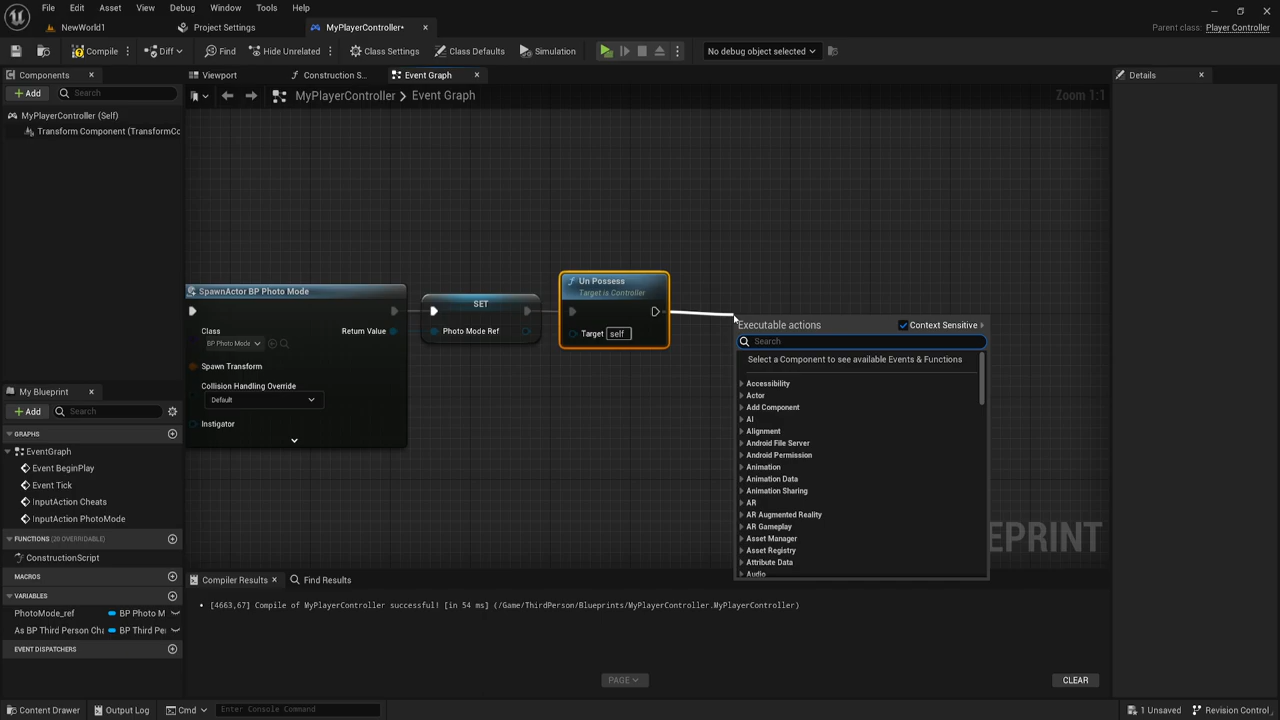 File Edit Asset View Debug Window Tools Help
NewWorld1
Project Settings
MyPlayerController*
Parent class: Player Controller
Compile
Diff
Find
Hide Unrelated
Class Settings
Class Defaults
Simulation
No debug object selected
Components
Viewport
Construction S...
Event Graph
Details
Add
Search
MyPlayerController > Event Graph
Zoom 1:1
MyPlayerController (Self)
Transform Component (TransformCo
SpawnActor BP Photo Mode
Class
BP Photo Mode
Return Value
Spawn Transform
Collision Handling Override
Default
Instigator
SET
Photo Mode Ref
Un Possess
Target is Controller
Target self
Executable actions
Context Sensitive
Search
Select a Component to see available Events & Functions
Accessibility
Actor
Add Component
AI
Alignment
Android File Server
Android Permission
Animation
Animation Data
Animation Sharing
AR
AR Augmented Reality
AR Gameplay
Asset Manager
Asset Registry
Attribute Data
Audio
My Blueprint
Add
Search
GRAPHS
EventGraph
Event BeginPlay
Event Tick
InputAction Cheats
InputAction PhotoMode
FUNCTIONS (20 OVERRIDABLE)
ConstructionScript
MACROS
VARIABLES
PhotoMode_ref BP Photo M
As BP Third Person Cha BP Third Per
EVENT DISPATCHERS
EPRINT
Compiler Results
Find Results
[4663,67] Compile of MyPlayerController successful! [in 54 ms] (/Game/ThirdPerson/Blueprints/MyPlayerController.MyPlayerController)
PAGE
CLEAR
Content Drawer
Output Log
Cmd
Enter Console Command
1 Unsaved
Revision Control